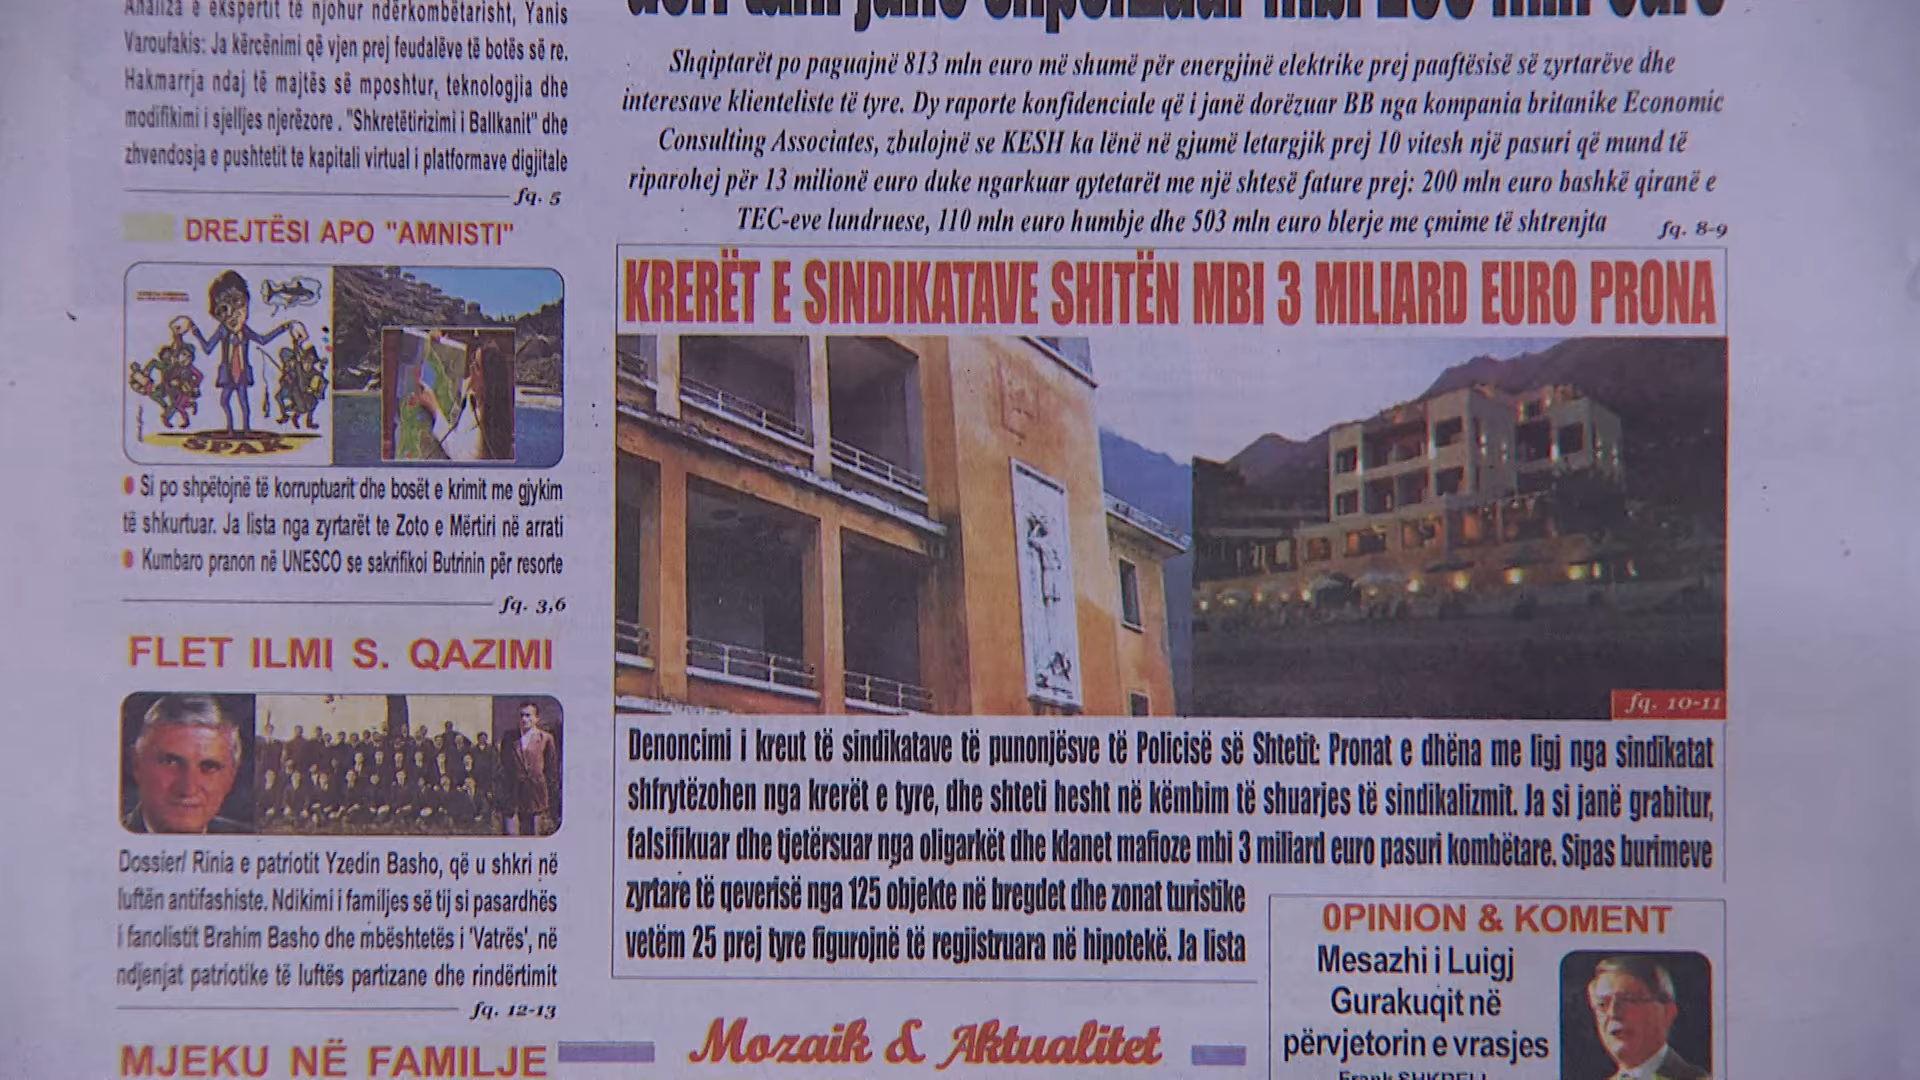 Analiza e ekspertit të njohur ndërkombëtarisht, Yanis
Varoufakis: Ja kërcënimi që vjen prej feudalëve të botës së re.
Hakmarrja ndaj të majtës së mposhtur, teknologjia dhe
modifikimi i sjelljes njerëzore . "Shkretëtirizimi i Ballkanit" dhe
zhvendosja e pushtetit te kapitali virtual i platformave digjitale
fq. 5
DREJTËSI APO "AMNISTI"
SPAK
Si po shpëtojnë të korruptuarit dhe bosët e krimit me gjykim
të shkurtuar. Ja lista nga zyrtarët te Zoto e Mërtiri në arrati
Kumbaro pranon në UNESCO se sakrifikoi Butrinin për resorte
fq. 3,6
FLET ILMI S. QAZIMI
Dossier/ Rinia e patriotit Yzedin Basho, që u shkri në
luftën antifashiste. Ndikimi i familjes së tij si pasardhës
i fanolistit Brahim Basho dhe mbështetës i 'Vatrës', në
ndjenjat patriotike të luftës partizane dhe rindërtimit
fq. 12-13
MJEKU NË FAMILJE
deri tani janë shpenzuar mbi 200 mln euro
Shqiptarët po paguajnë 813 mln euro më shumë për energjinë elektrike prej paaftësisë së zyrtarëve dhe
interesave klienteliste të tyre. Dy raporte konfidenciale që i janë dorëzuar BB nga kompania britanike Economic
Consulting Associates, zbulojnë se KESH ka lënë në gjumë letargjik prej 10 vitesh një pasuri që mund të
riparohej për 13 milionë euro duke ngarkuar qytetarët me një shtesë fature prej: 200 mln euro bashkë qiranë e
TEC-eve lundruese, 110 mln euro humbje dhe 503 mln euro blerje me çmime të shtrenjta
fq. 8-9
KRERËT E SINDIKATAVE SHITËN MBI 3 MILIARD EURO PRONA
fq. 10-11
Denoncimi i kreut të sindikatave të punonjësve të Policisë së Shtetit: Pronat e dhëna me ligj nga sindikatat
shfrytëzohen nga krerët e tyre, dhe shteti hesht në këmbim të shuarjes të sindikalizmit. Ja si janë grabitur,
falsifikuar dhe tjetërsuar nga oligarkët dhe klanet mafioze mbi 3 miliard euro pasuri kombëtare. Sipas burimeve
zyrtare të qeverisë nga 125 objekte në bregdet dhe zonat turistike
vetëm 25 prej tyre figurojnë të regjistruara në hipotekë. Ja lista
Mozaik & Aktualitet
OPINION & KOMENT
Mesazhi i Luigj
Gurakuqit në
përvjetorin e vrasjes
Frank SHKRELI